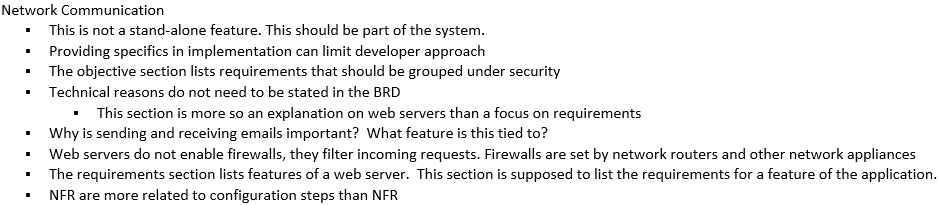 Network Communication
▪ This is not a stand-alone feature. This should be part of the system.
▪ Providing specifics in implementation can limit developer approach
▪ The objective section lists requirements that should be grouped under security
▪ Technical reasons do not need to be stated in the BRD
▪ This section is more so an explanation on web servers than a focus on requirements
▪ Why is sending and receiving emails important?  What feature is this tied to?
▪ Web servers do not enable firewalls, they filter incoming requests. Firewalls are set by network routers and other network appliances
▪ The requirements section lists features of a web server.  This section is supposed to list the requirements for a feature of the application.
▪ NFR are more related to configuration steps than NFR